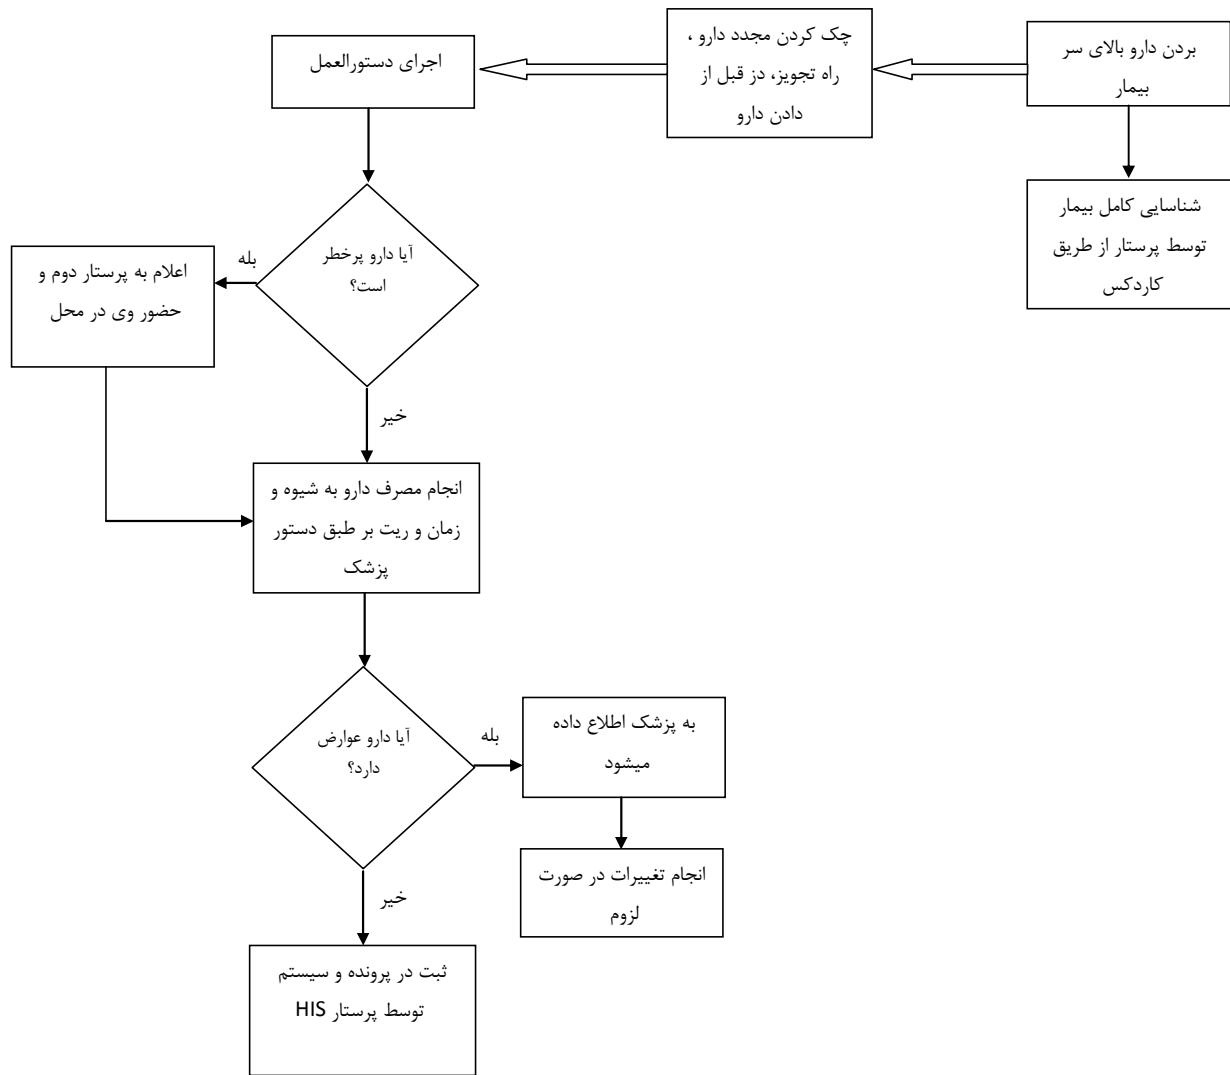 بردن دارو بالای سر
بیمار
چک کردن مجدد دارو ،
راه تجویز، دز قبل از
دادن دارو
اجرای دستورالعمل
شناسایی کامل بیمار
توسط پرستار از طریق
کاردکس
آیا دارو پرخطر
است؟
بله
اعلام به پرستار دوم و
حضور وی در محل
خیر
انجام مصرف دارو به شیوه و
زمان و ریت بر طبق دستور
پزشک
آیا دارو عوارض
دارد؟
بله
به پزشک اطلاع داده
میشود
انجام تغییرات در صورت
لزوم
خیر
ثبت در پرونده و سیستم
HIS توسط پرستار